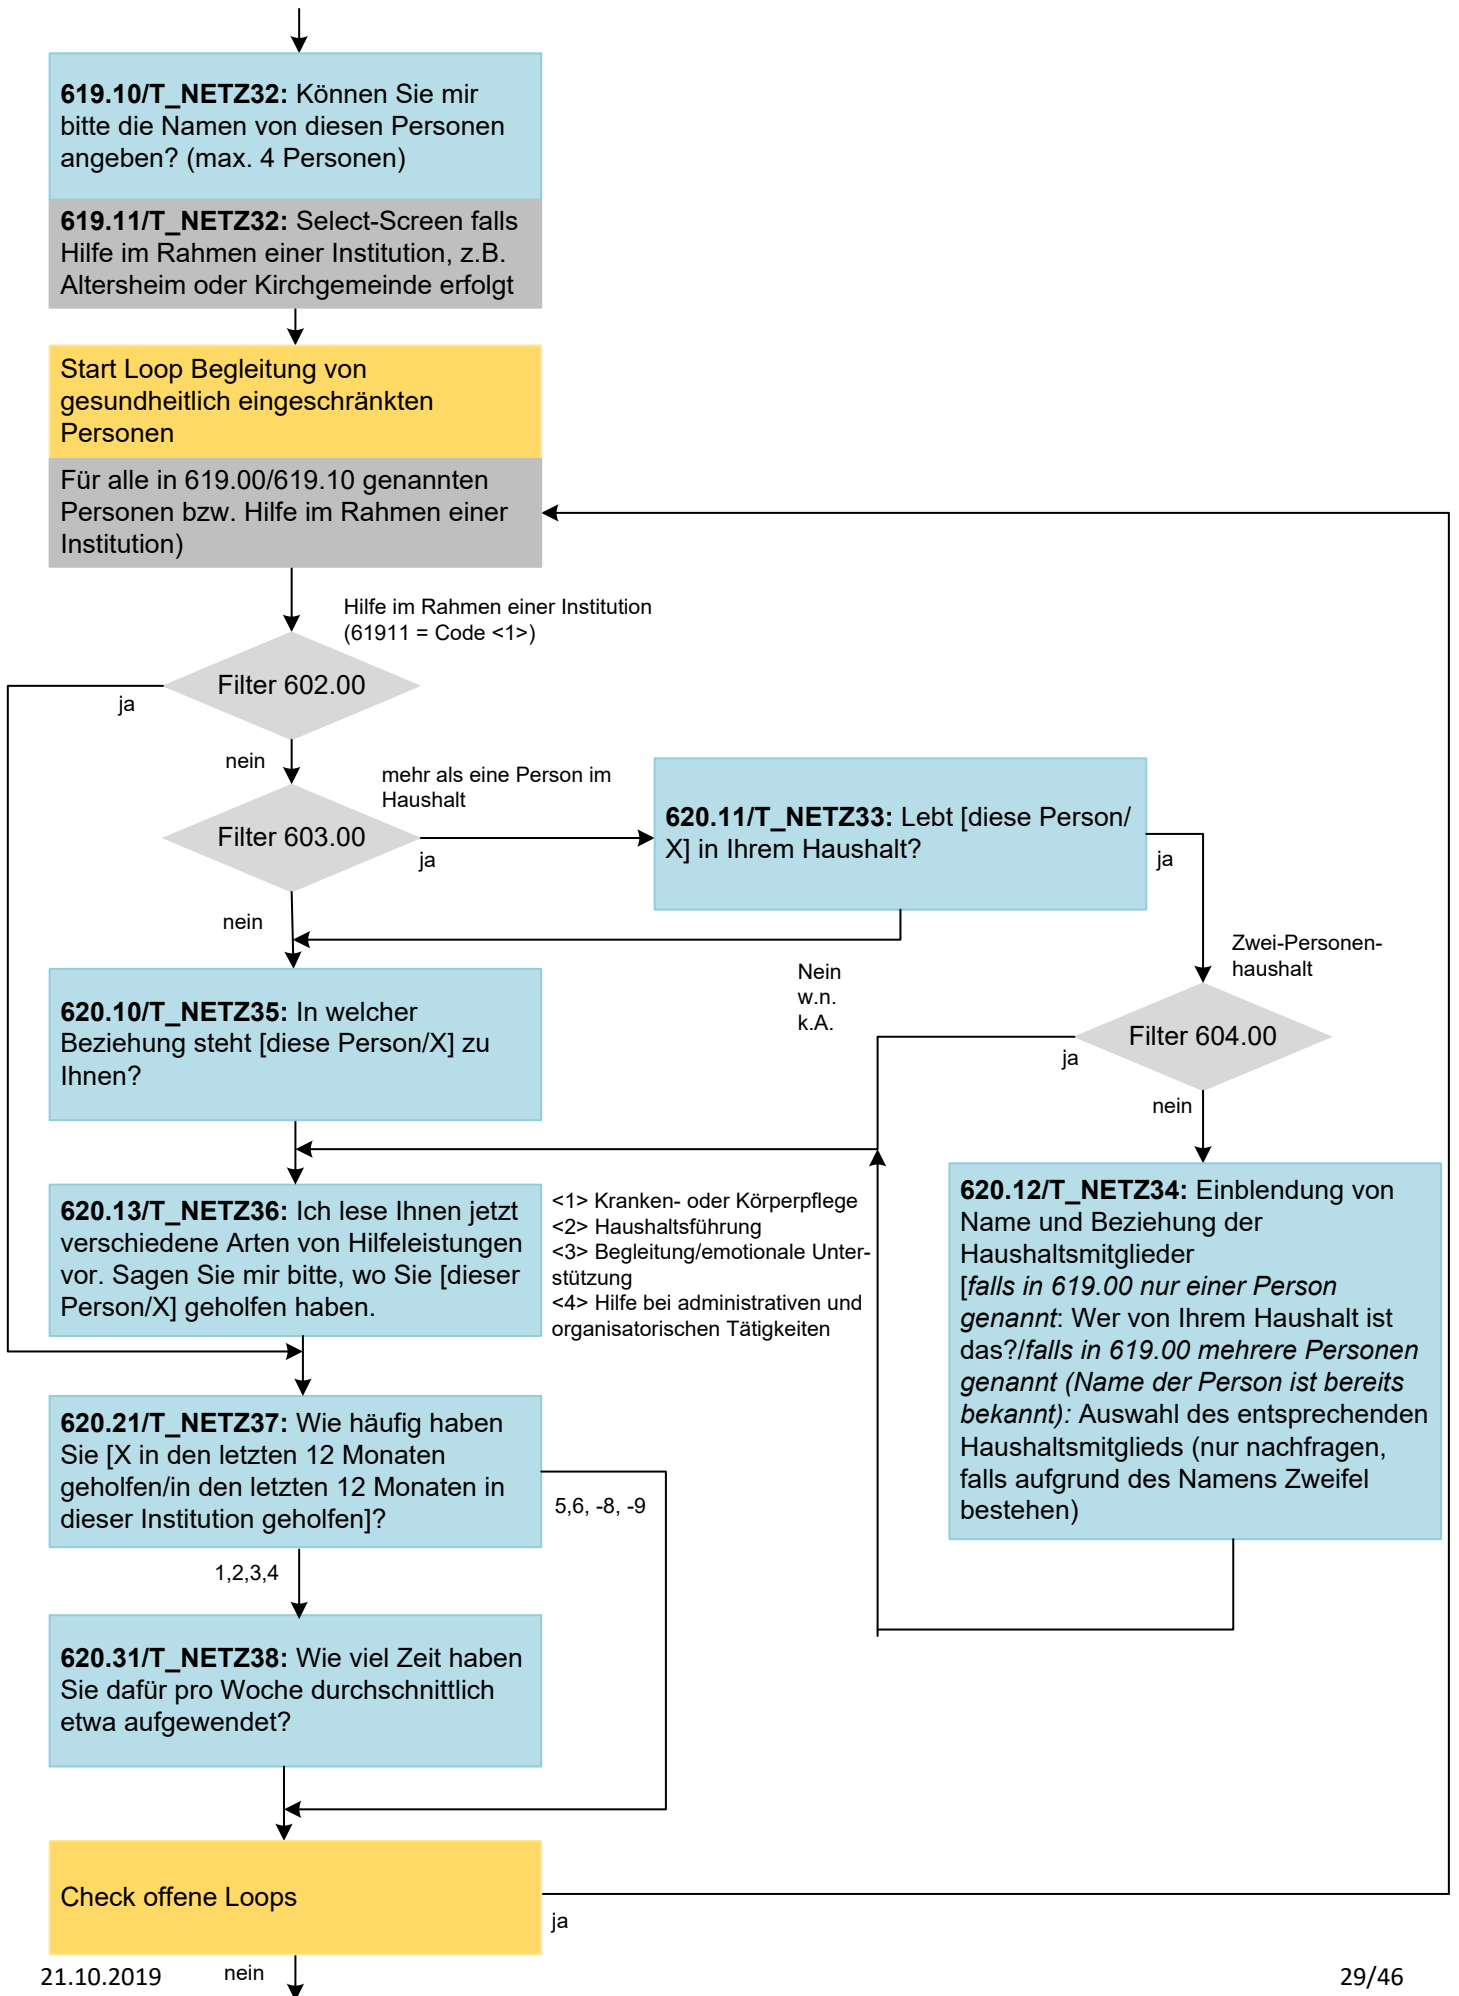 619.10/T_NETZ32: Können Sie mir
bitte die Namen von diesen Personen
angeben? (max. 4 Personen)
619.11/T_NETZ32: Select-Screen falls
Hilfe im Rahmen einer Institution, z.B.
Altersheim oder Kirchgemeinde erfolgt
Start Loop Begleitung von
gesundheitlich eingeschränkten
Personen
Für alle in 619.00/619.10 genannten
Personen bzw. Hilfe im Rahmen einer
Institution)
Hilfe im Rahmen einer Institution
(61911 = Code <1>)
Filter 602.00
ja
nein
mehr als eine Person im
Haushalt
Filter 603.00
ja
nein
620.11/T_NETZ33: Lebt [diese Person/
X] in Ihrem Haushalt?
ja
Nein
w.n.
k.A.
Zwei-Personen-
haushalt
Filter 604.00
ja
nein
620.10/T_NETZ35: In welcher
Beziehung steht [diese Person/X] zu
Ihnen?
620.13/T_NETZ36: Ich lese Ihnen jetzt
verschiedene Arten von Hilfeleistungen
vor. Sagen Sie mir bitte, wo Sie [dieser
Person/X] geholfen haben.
<1> Kranken- oder Körperpflege
<2> Haushaltsführung
<3> Begleitung/emotionale Unter-
stützung
<4> Hilfe bei administrativen und
organisatorischen Tätigkeiten
620.12/T_NETZ34: Einblendung von
Name und Beziehung der
Haushaltsmitglieder
[falls in 619.00 nur einer Person
genannt: Wer von Ihrem Haushalt ist
das?/falls in 619.00 mehrere Personen
genannt (Name der Person ist bereits
bekannt): Auswahl des entsprechenden
Haushaltsmitglieds (nur nachfragen,
falls aufgrund des Namens Zweifel
bestehen)
620.21/T_NETZ37: Wie häufig haben
Sie [X in den letzten 12 Monaten
geholfen/in den letzten 12 Monaten in
dieser Institution geholfen]?
5,6, -8, -9
1,2,3,4
620.31/T_NETZ38: Wie viel Zeit haben
Sie dafür pro Woche durchschnittlich
etwa aufgewendet?
Check offene Loops
ja
nein
21.10.2019
29/46